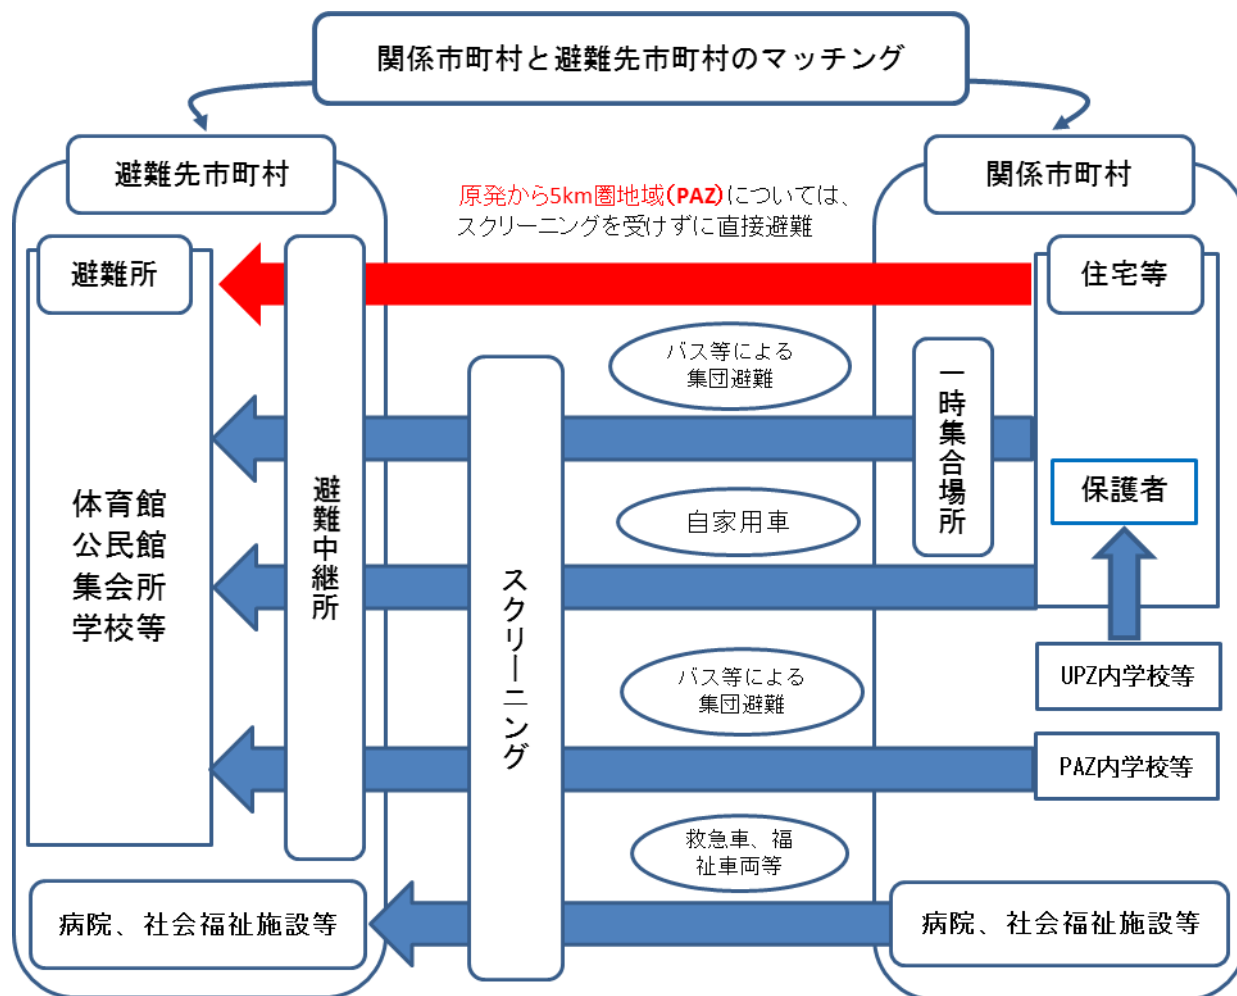 関係市町村と避難先市町村のマッチング
避難先市町村
関係市町村
原発から5km圏地域(PAZ)については、
スクリーニングを受けずに直接避難
避難所
住宅等
バス等による
集団避難
一時集合場所
体育館
公民館
集会所
学校等
避難中継所
スクリーニング
自家用車
保護者
バス等による
集団避難
UPZ内学校等
PAZ内学校等
救急車、福
祉車両等
病院、社会福祉施設等
病院、社会福祉施設等